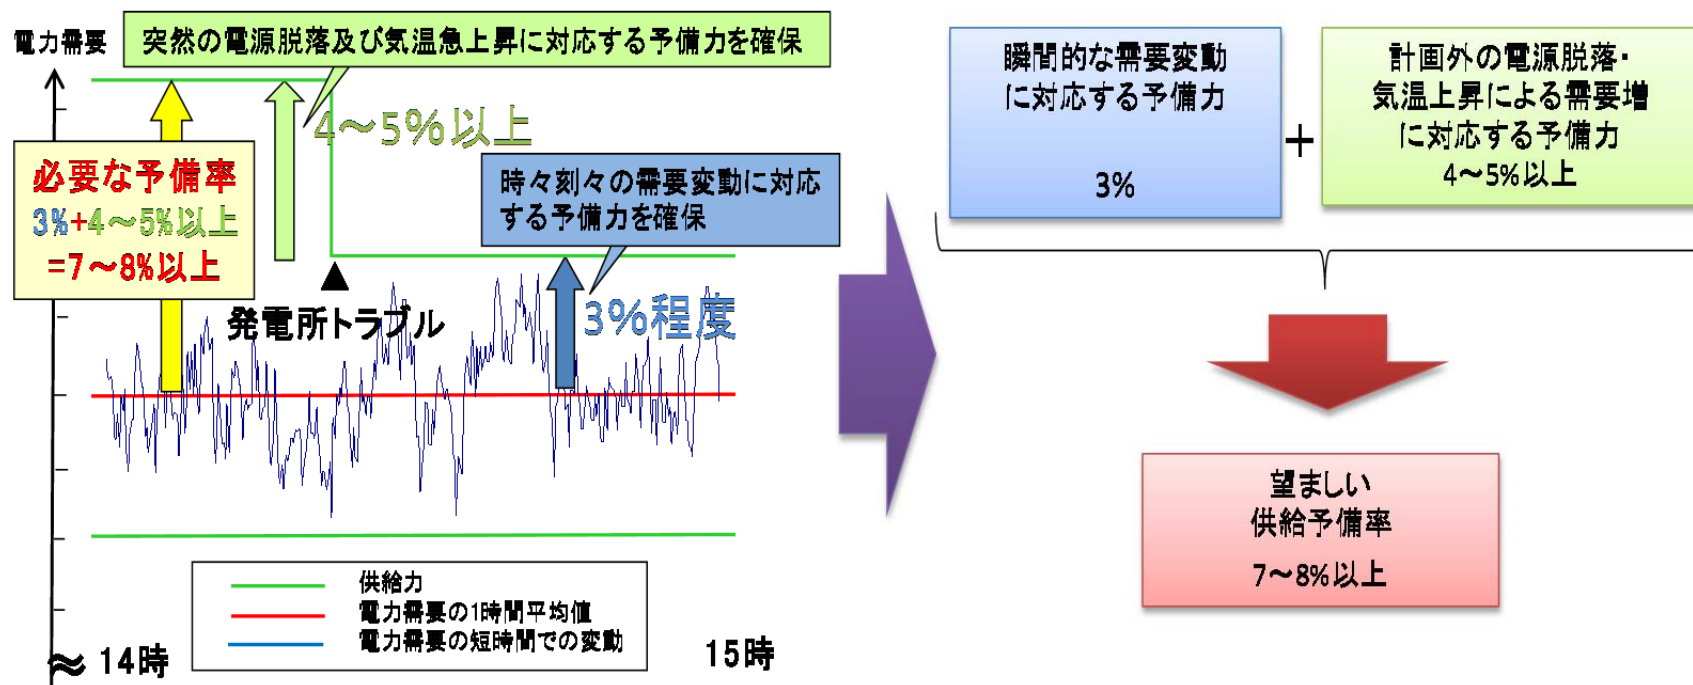 電力需要
突然の電源脱落及び気温急上昇に対応する予備力を確保
4～5%以上
必要な予備率
3%+4～5%以上
=7～8%以上
時々刻々の需要変動に対応
する予備力を確保
▲
発電所トラブル
3%程度
供給力
電力需要の1時間平均値
電力需要の短時間での変動
≈ 14時
15時
瞬間的な需要変動
に対応する予備力
3%
+
計画外の電源脱落・
気温上昇による需要増
に対応する予備力
4～5%以上
望ましい
供給予備率
7～8%以上